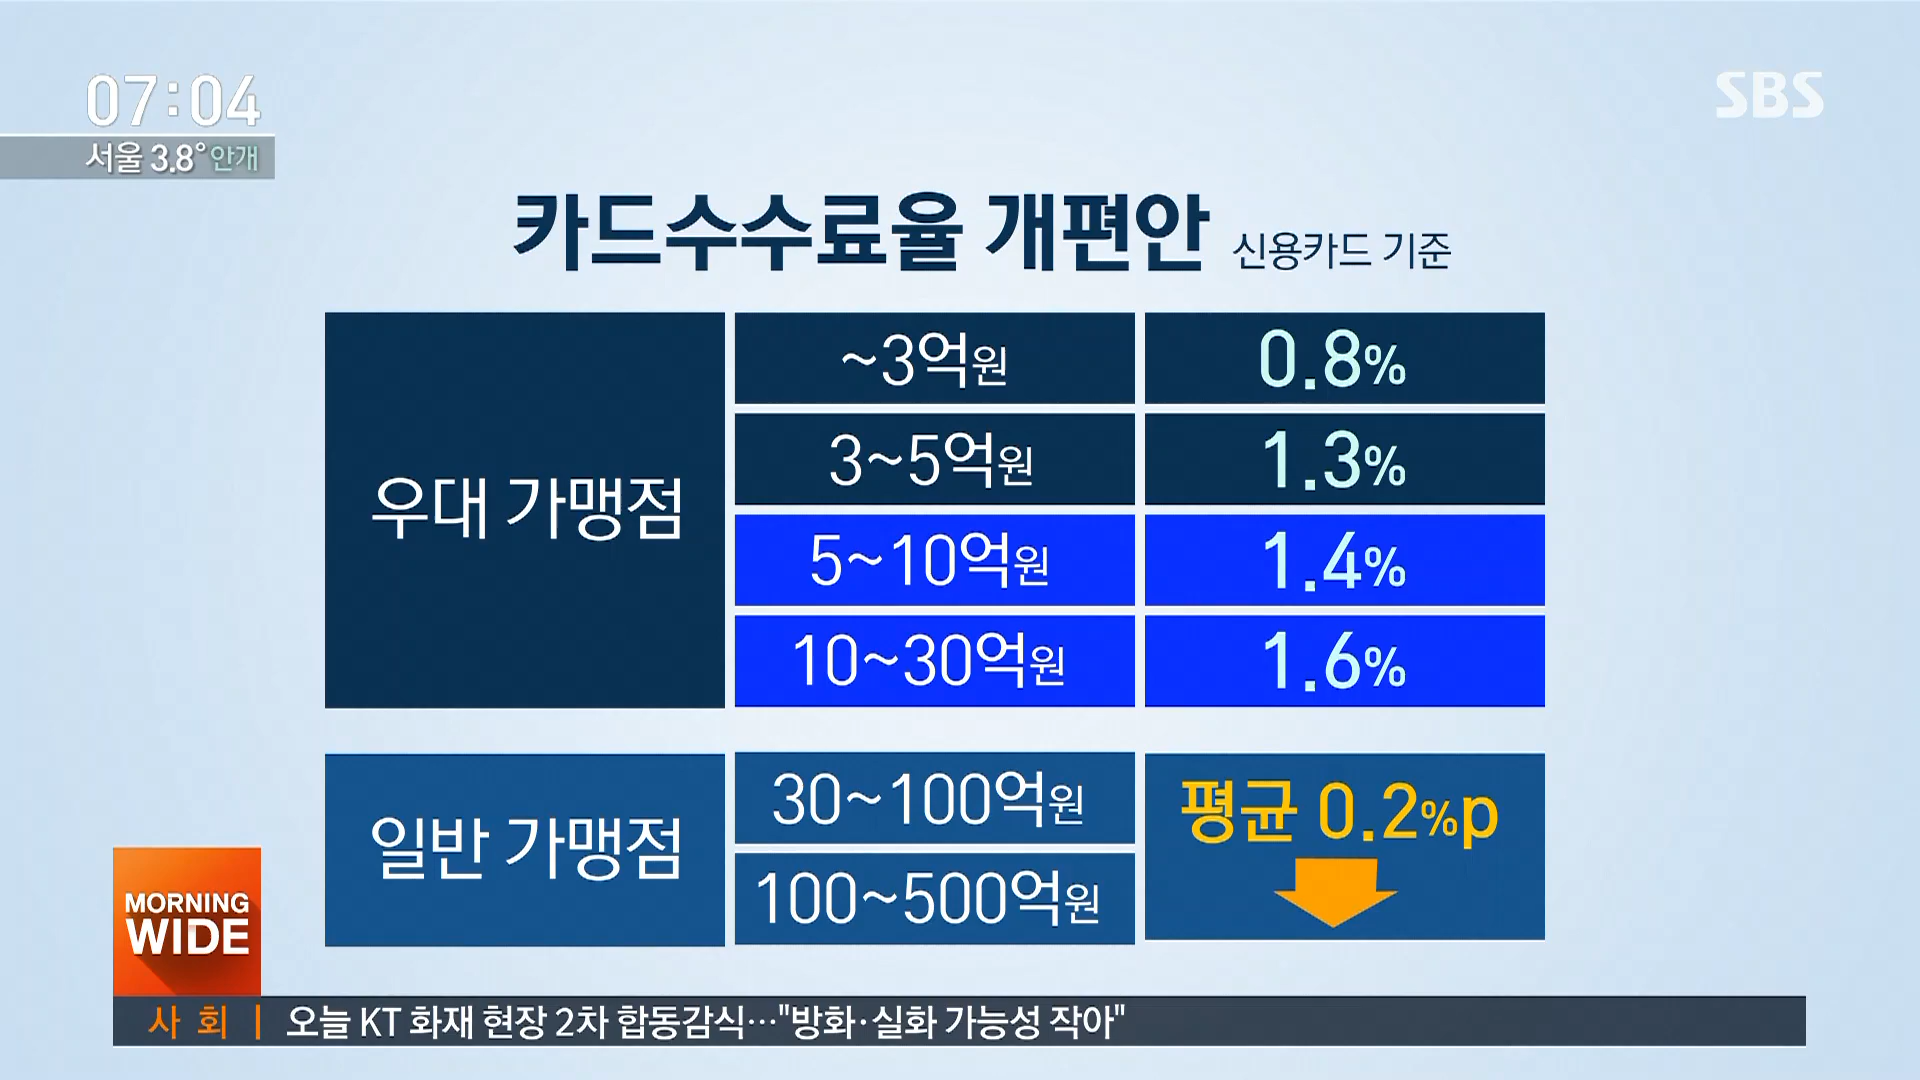 07:04
서울 3.8° 안개
SBS
카드수수료율 개편안 신용카드 기준
우대 가맹점
~3억원 0.8%
3~5억원 1.3%
5~10억원 1.4%
10~30억원 1.6%
일반 가맹점
30~100억원
100~500억원
평균 0.2%p
MORNING
WIDE
사회 | 오늘 KT 화재 현장 2차 합동감식…"방화·실화 가능성 작아"